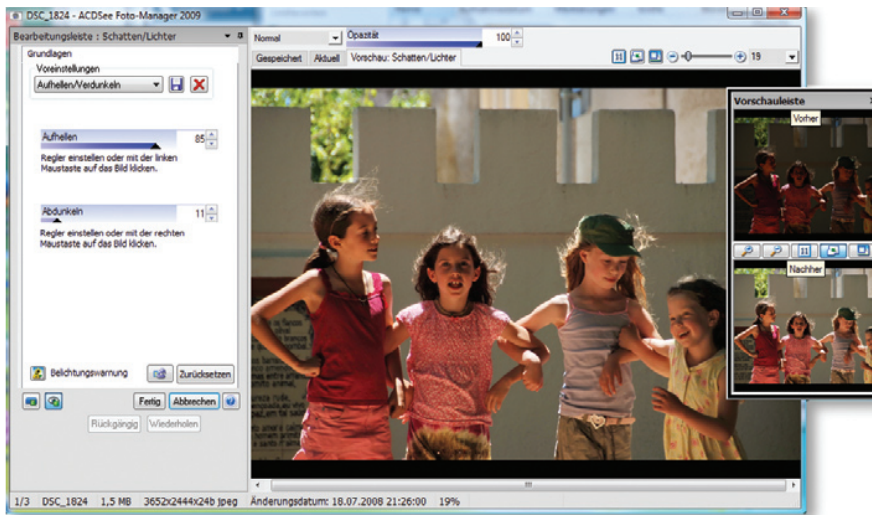 DSC_1824 - ACDSee Foto-Manager 2009
Bearbeitungsleiste : Schatten/Lichter
Grundlagen
Voreinstellungen
Aufhellen/Verdunkeln
Aufhellen 85
Regler einstellen oder mit der linken
Maustaste auf das Bild klicken.
Abdunkeln 11
Regler einstellen oder mit der rechten
Maustaste auf das Bild klicken.
Belichtungswarnung Zurücksetzen
Fertig Abbrechen
Rückgängig Wiederholen
Normal Opazität 100
Gespeichert Aktuell Vorschau: Schatten/Lichter
19
Vorschauleiste
Vorher
Nachher
1/3 DSC_1824 1,5 MB 3652x2444x24b jpeg Änderungsdatum: 18.07.2008 21:26:00 19%